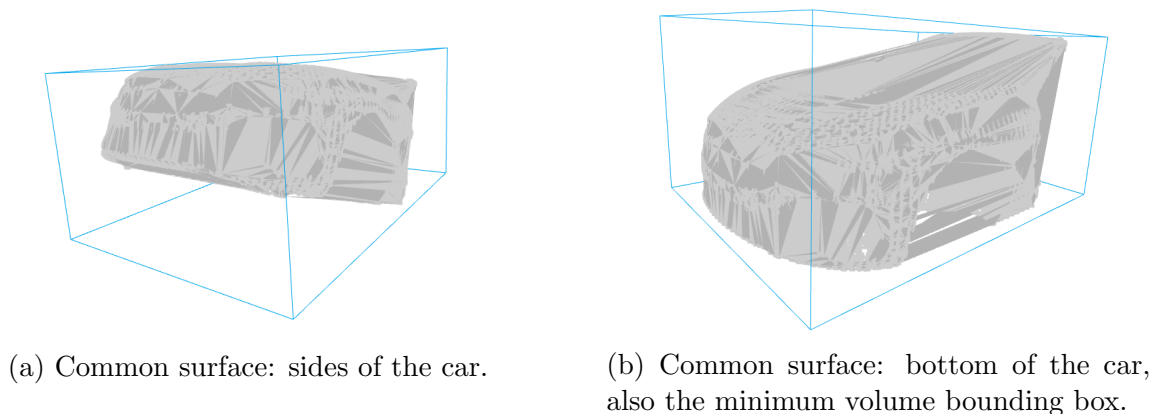 (a) Common surface: sides of the car.
(b) Common surface: bottom of the car,
also the minimum volume bounding box.